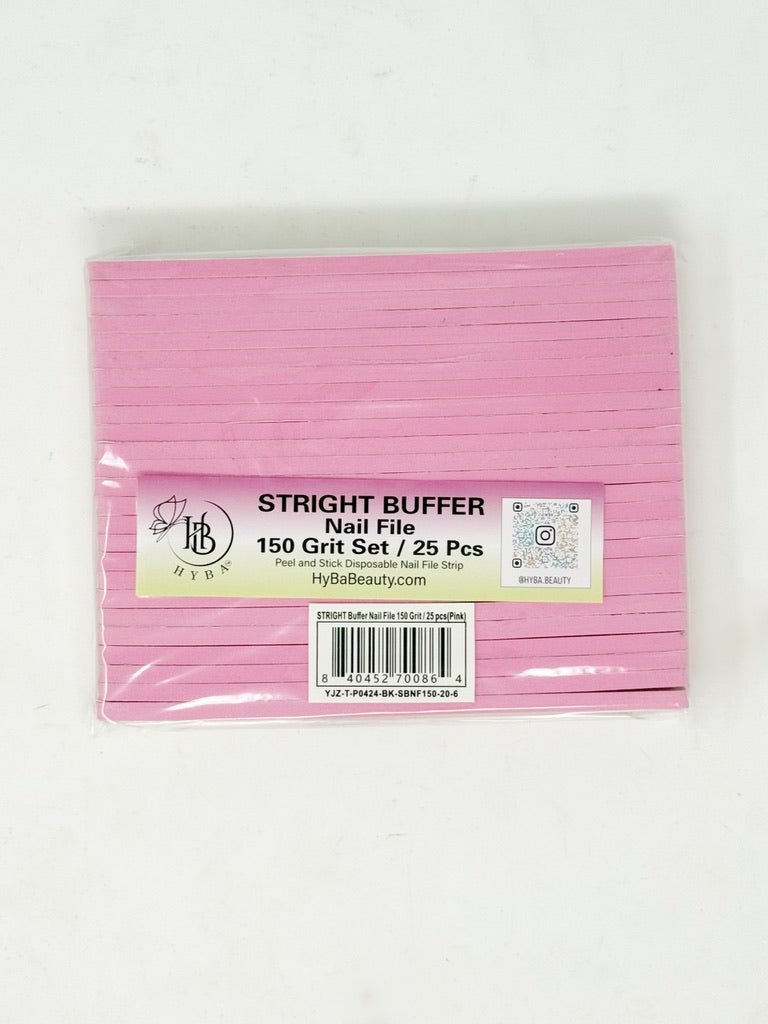 HB
HYBA®
STRIGHT BUFFER
Nail File
150 Grit Set / 25 Pcs
Peel and Stick Disposable Nail File Strip
HyBaBeauty.com
@HYBA.BEAUTY
STRIGHT Buffer Nail File 150 Grit / 25 pcs(Pink)
8 40452 70086 4
YJZ-T-P0424-BK-SBNF150-20-6